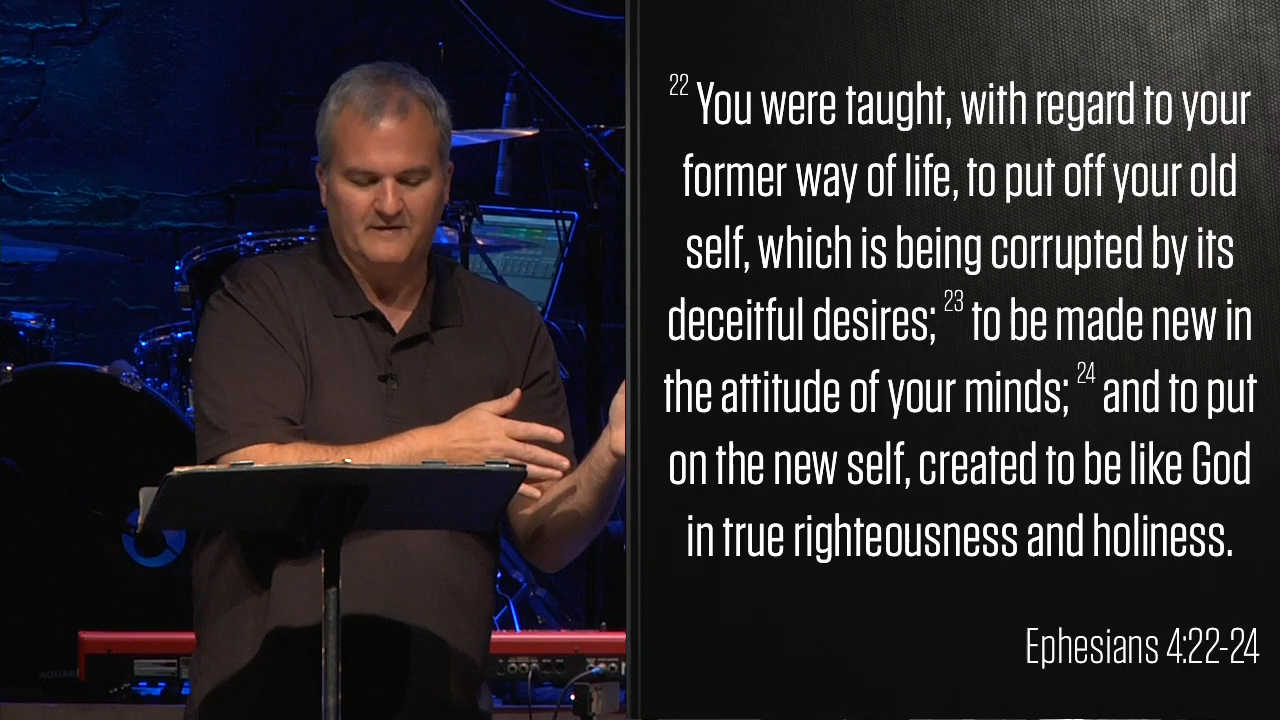 22 You were taught, with regard to your
former way of life, to put off your old
self, which is being corrupted by its
deceitful desires; 23 to be made new in
the attitude of your minds; 24 and to put
on the new self, created to be like God
in true righteousness and holiness.
Ephesians 4:22-24